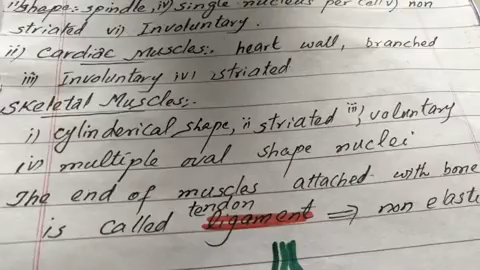 i) shape: spindle, iv) single nucleus per cell v) non
striated vi) Involuntary.
ii) Cardiac Muscles:. heart wall, branched
iii) Involuntary iv) striated
Skeletal Muscles:.
i) cylinderical shape, ii striated iii) voluntary
iv) multiple oval shape nuclei
The end of muscles attached with bone
is called tendon ligament ⇒ non elast